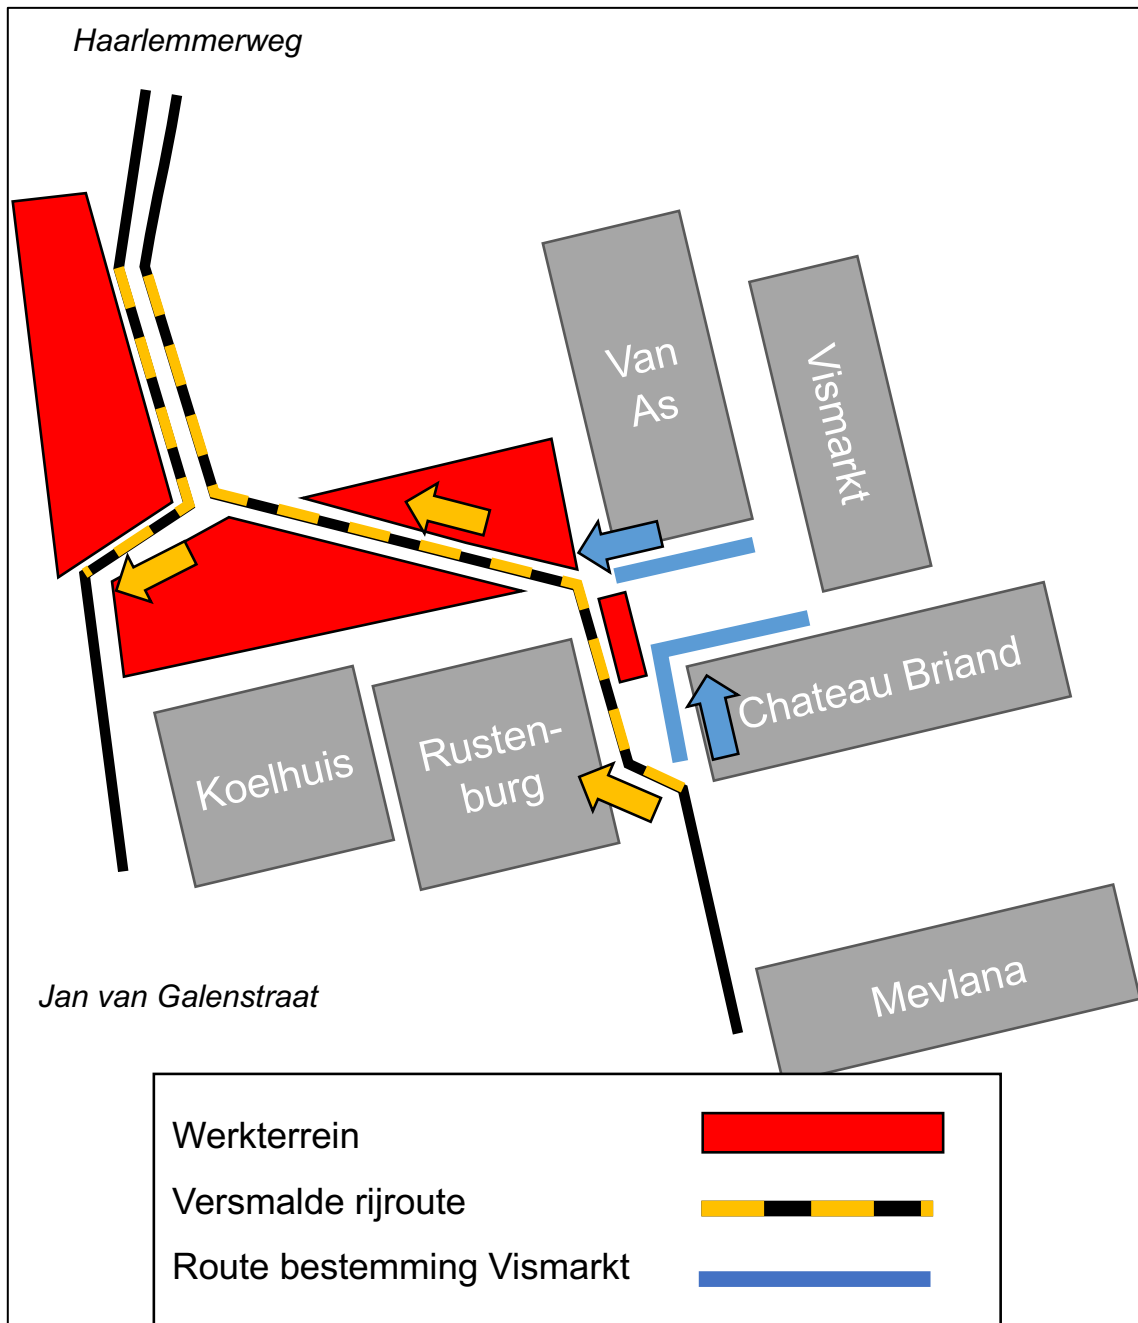 Haarlemmerweg
Van
As
Vismarkt
Chateau Briand
Rusten-
burg
Koelhuis
Mevlana
Jan van Galenstraat
Werkterrein
Versmalde rijroute
Route bestemming Vismarkt